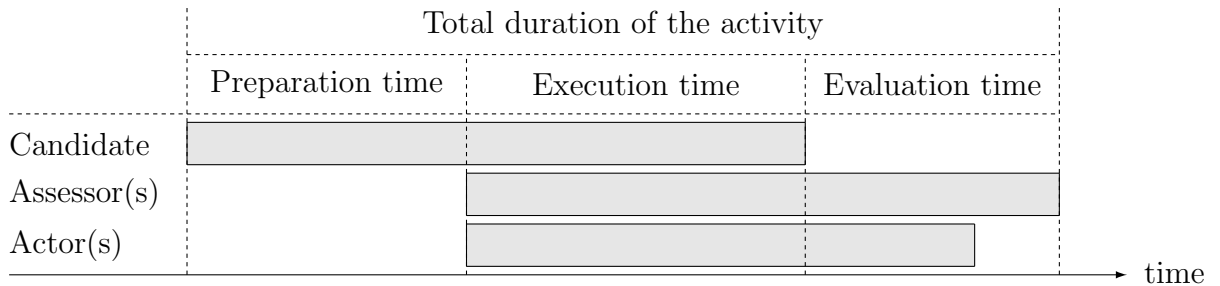 Total duration of the activity
Preparation time Execution time Evaluation time
Candidate
Assessor(s)
Actor(s)
time